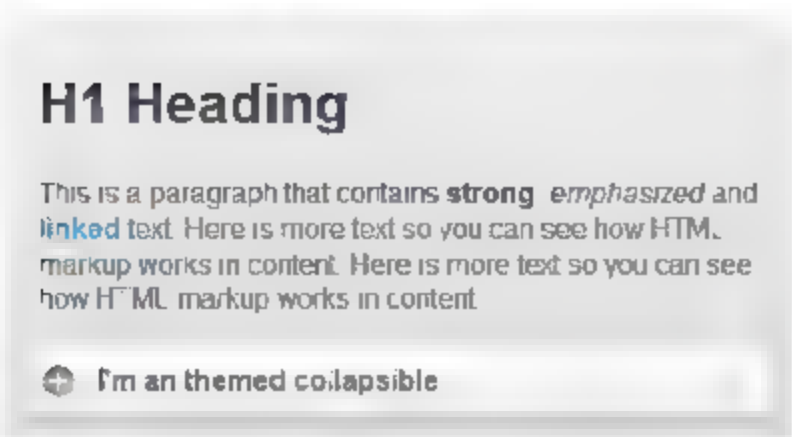 H1 Heading
This is a paragraph that contains strong, emphasized and
linked text. Here is more text so you can see how HTML
markup works in content. Here is more text so you can see
how HTML markup works in content.
I'm an themed collapsible